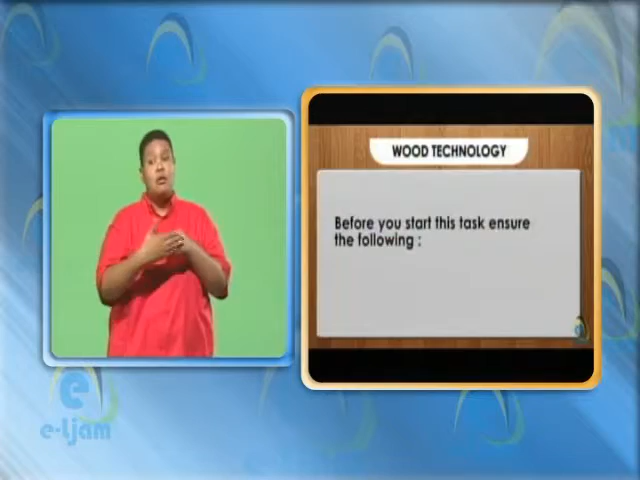 WOOD TECHNOLOGY
Before you start this task ensure
the following :
e
e-Ljam